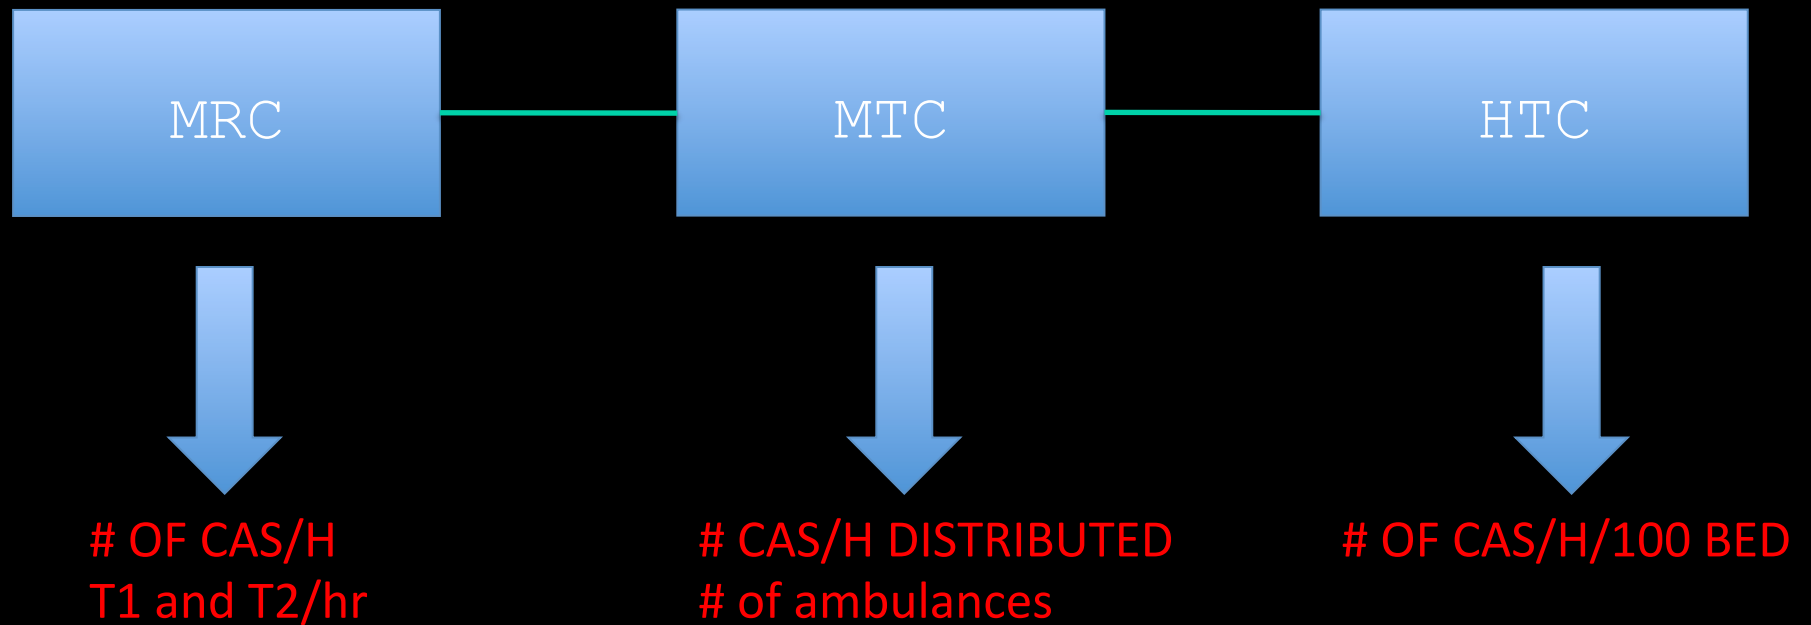 MRC
MTC
HTC
# OF CAS/H
T1 and T2/hr
# CAS/H DISTRIBUTED
# of ambulances
# OF CAS/H/100 BED